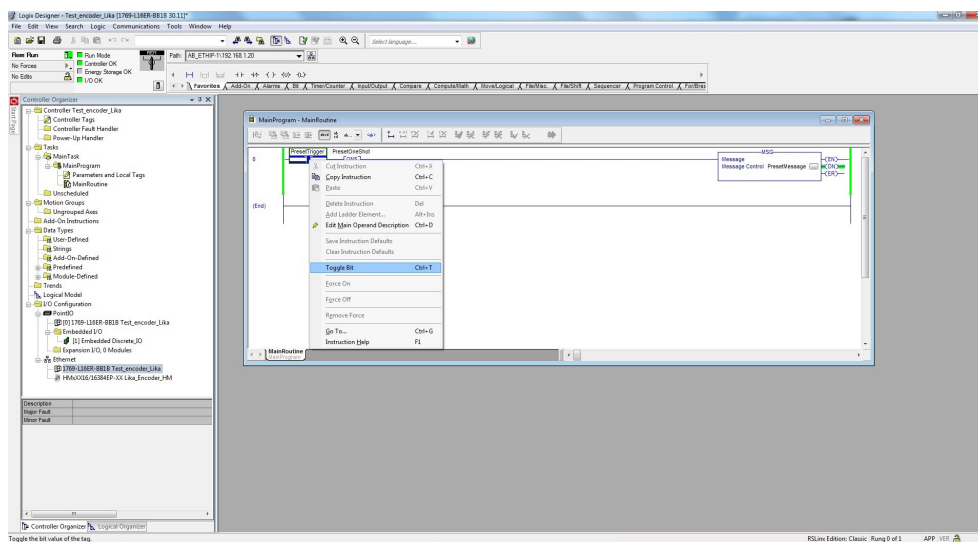 Logix Designer - Test_encoder_Lika [1769-L16ER-BB1B 30.11]*
File Edit View Search Logic Communications Tools Window Help
Select language...
Rem Run
Run Mode
Path: AB_ETHIP-1\192.168.1.20
No Forces
Controller OK
Energy Storage OK
No Edits
I/O OK
Favorites Add-On Alarms Bit Timer/Counter Input/Output Compare Compute/Math Move/Logical File/Misc. File/Shift Sequencer Program Control For/Break
Start Page
Controller Organizer
Controller Test_encoder_Lika
Controller Tags
Controller Fault Handler
Power-Up Handler
Tasks
MainTask
MainProgram
Parameters and Local Tags
MainRoutine
Unscheduled
Motion Groups
Ungrouped Axes
Add-On Instructions
Data Types
User-Defined
Strings
Add-On-Defined
Predefined
Module-Defined
Trends
Logical Model
I/O Configuration
PointIO
[0] 1769-L16ER-BB1B Test_encoder_Lika
Embedded I/O
[1] Embedded Discrete_IO
Expansion I/O, 0 Modules
Ethernet
1769-L16ER-BB1B Test_encoder_Lika
HMxXX16/16384EP-XX Lika_Encoder_HM
Description
Major Fault
Minor Fault
Controller Organizer Logical Organizer
MainProgram - MainRoutine
PresetTrigger PresetOneShot
0
MSG
Message
Message Control PresetMessage
EN
DN
ER
(End)
Cut Instruction Ctrl+X
Copy Instruction Ctrl+C
Paste Ctrl+V
Delete Instruction Del
Add Ladder Element... Alt+Ins
Edit Main Operand Description Ctrl+D
Save Instruction Defaults
Clear Instruction Defaults
Toggle Bit Ctrl+T
Force On
Force Off
Remove Force
Go To... Ctrl+G
Instruction Help F1
MainRoutine
MainProgram
Toggle the bit value of the tag.
RSLinx Edition: Classic Rung 0 of 1 APP VER